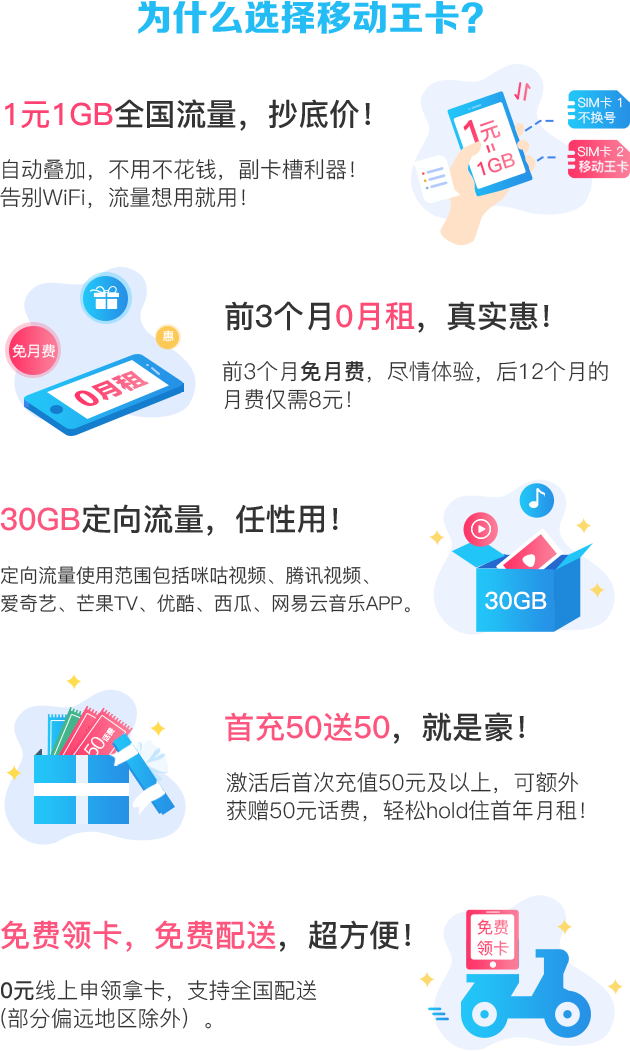 为什么选择移动王卡?
1元1GB全国流量，抄底价!
自动叠加，不用不花钱，副卡槽利器!
告别WiFi，流量想用就用!
1元
=
1GB
SIM卡 1
不换号
SIM卡 2
移动王卡
免月费
惠
0月租
前3个月0月租，真实惠!
前3个月免月费，尽情体验，后12个月的
月费仅需8元!
30GB定向流量，任性用!
定向流量使用范围包括咪咕视频、腾讯视频、
爱奇艺、芒果TV、优酷、西瓜、网易云音乐APP。
30GB
50话费
首充50送50，就是豪!
激活后首次充值50元及以上，可额外
获赠50元话费，轻松hold住首年月租!
免费领卡，免费配送，超方便!
0元线上申领拿卡，支持全国配送
(部分偏远地区除外）。
免费
领卡